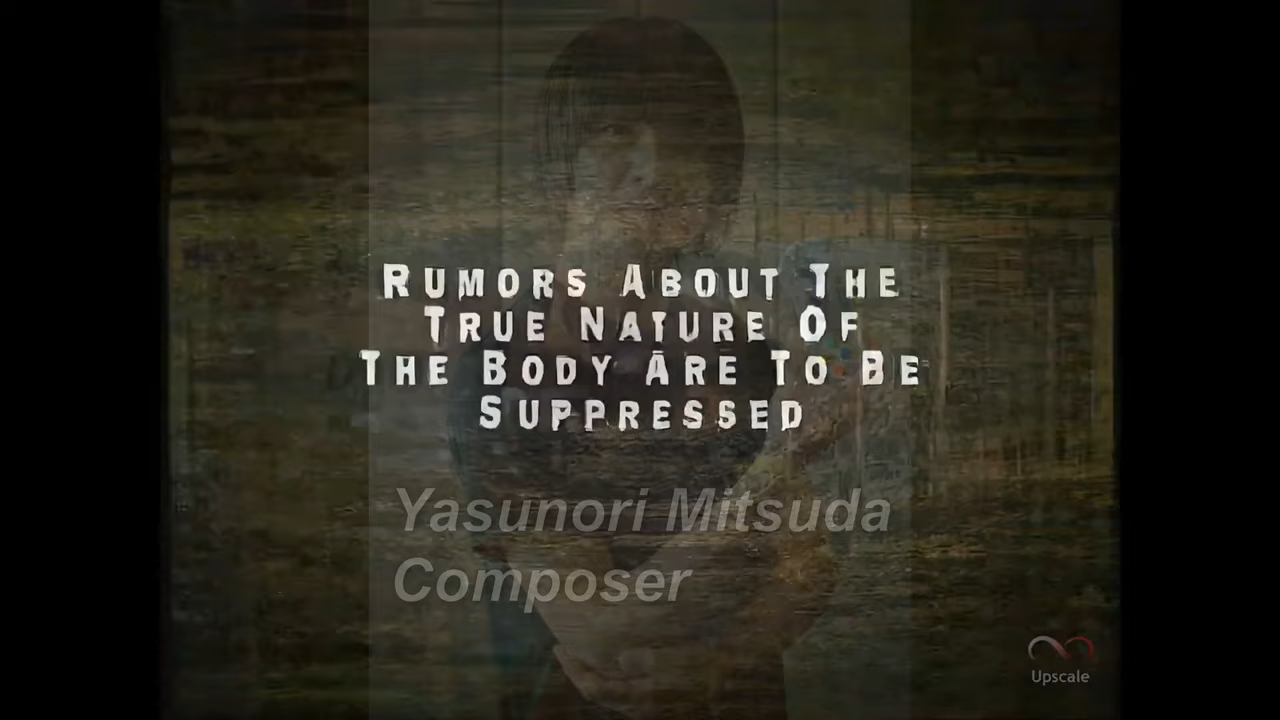 Rumors About The
True Nature Of
The Body Are To Be
Suppressed
Yasunori Mitsuda
Composer
Upscale